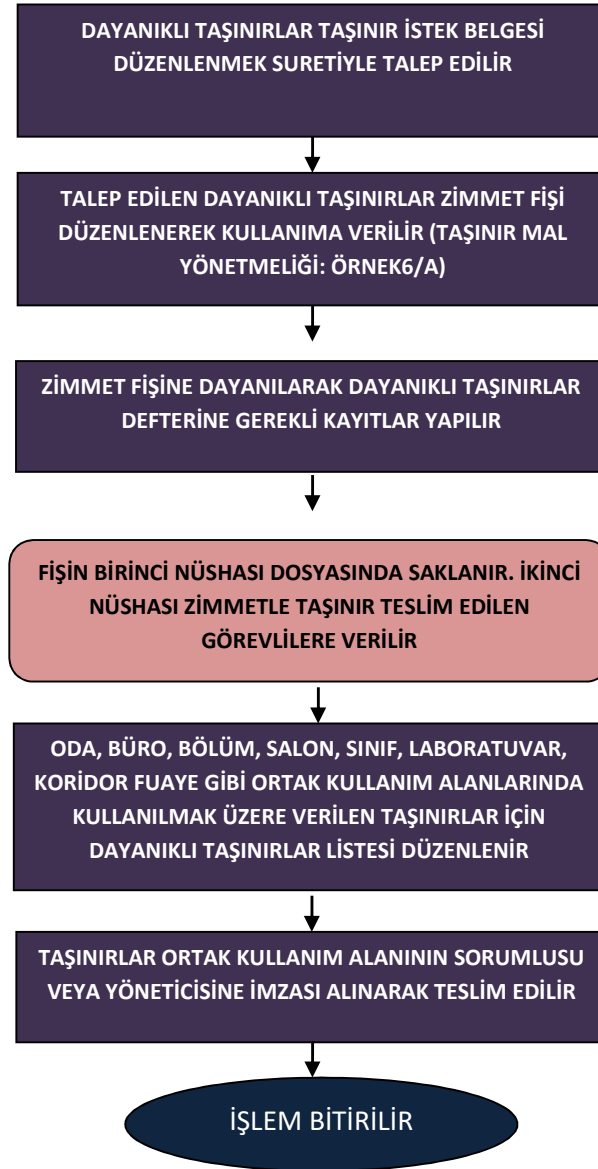 DAYANIKLI TAŞINIRLAR TAŞINIR İSTEK BELGESİ
DÜZENLENMEK SURETİYLE TALEP EDİLİR
TALEP EDİLEN DAYANIKLI TAŞINIRLAR ZİMMET FİŞİ
DÜZENLENEREK KULLANIMA VERİLİR (TAŞINIR MAL
YÖNETMELİĞİ: ÖRNEK6/A)
ZİMMET FİŞİNE DAYANILARAK DAYANIKLI TAŞINIRLAR
DEFTERİNE GEREKLİ KAYITLAR YAPILIR
FİŞİN BİRİNCİ NÜSHASI DOSYASINDA SAKLANIR. İKİNCİ
NÜSHASI ZİMMETLE TAŞINIR TESLİM EDİLEN
GÖREVLİLERE VERİLİR
ODA, BÜRO, BÖLÜM, SALON, SINIF, LABORATUVAR,
KORİDOR FUAYE GİBİ ORTAK KULLANIM ALANLARINDA
KULLANILMAK ÜZERE VERİLEN TAŞINIRLAR İÇİN
DAYANIKLI TAŞINIRLAR LİSTESİ DÜZENLENİR
TAŞINIRLAR ORTAK KULLANIM ALANININ SORUMLUSU
VEYA YÖNETİCİSİNE İMZASI ALINARAK TESLİM EDİLİR
İŞLEM BİTİRİLİR